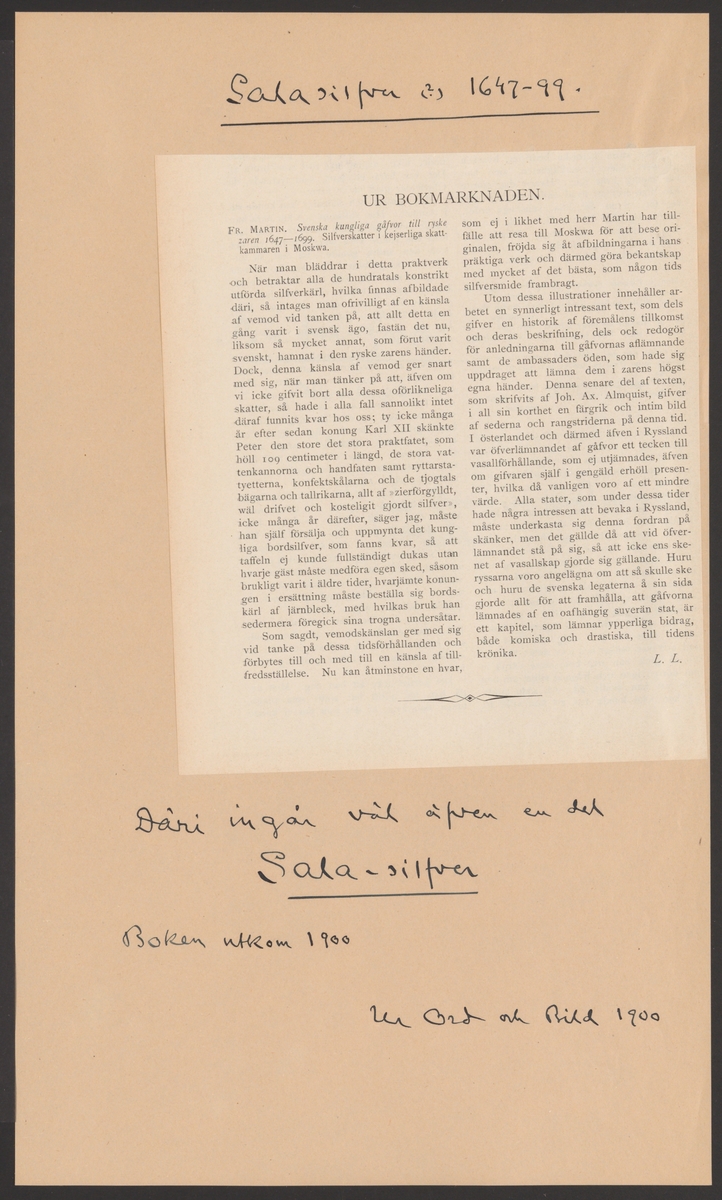 Sala silfver (?) 1647-99.
UR BOKMARKNADEN.
FR. MARTIN. Svenska kungliga gåfvor till ryske
zaren 1647—1699. Silfverskatter i kejserliga skatt-
kammaren i Moskwa.
När man bläddrar i detta praktverk
och betraktar alla de hundratals konstrikt
utförda silfverkärl, hvilka finnas afbildade
däri, så intages man ofrivilligt af en känsla
af vemod vid tanken på, att allt detta en
gång varit i svensk ägo, fastän det nu,
liksom så mycket annat, som förut varit
svenskt, hamnat i den ryske zarens händer.
Dock, denna känsla af vemod ger snart
med sig, när man tänker på att, äfven om
vi icke gifvit bort alla dessa oförlikneliga
skatter, så hade i alla fall sannolikt intet
däraf funnits kvar hos oss; ty icke många
år efter sedan konung Karl XII skänkte
Peter den store det stora praktfatet, som
höll 109 centimeter i längd, de stora vat-
tenkannorna och handfaten samt ryttarsta-
tyetterna, konfektskålarna och de tjogtals
bägarna och tallrikarna, allt af »zierförgylldt,
wäl drifvet och kosteligit gjordt silfver»,
icke många år därefter, säger jag, måste
han själf försälja och uppmynta det kung-
liga bordsilfver, som fanns kvar, så att
taffeln ej kunde fullständigt dukas utan
hvarje gäst måste medföra egen sked, såsom
brukligt varit i äldre tider, hvarjämte konun-
gen i ersättning måste beställa sig bords-
kärl af järnbleck, med hvilkas bruk han
sedermera föregick sina trogna undersåtar.
Som sagdt, vemodskänslan ger med sig
vid tanke på dessa tidsförhållanden och
förbytes till och med till en känsla af till-
fredsställelse. Nu kan åtminstone en hvar,
som ej i likhet med herr Martin har till-
fälle att resa till Moskwa för att bese ori-
ginalen, fröjda sig åt afbildningarna i hans
präktiga verk och därmed göra bekantskap
med mycket af det bästa, som någon tids
silfversmide frambragt.
Utom dessa illustrationer innehåller ar-
betet en synnerligt intressant text, som dels
gifver en historik af föremålens tillkomst
och deras beskrifning, dels ock redogör
för anledningarna till gåfvornas aflämnande
samt de ambassaders öden, som hade sig
uppdraget att lämna dem i zarens högst
egna händer. Denna senare del af texten,
som skrifvits af Joh. Ax. Almquist, gifver
i all sin korthet en färgrik och intim bild
af sederna och rangstriderna på denna tid.
I österlandet och därmed äfven i Ryssland
var öfverlämnandet af gåfvor ett tecken till
vasallförhållande, som ej utjämnades, äfven
om gifvaren själf i gengäld erhöll presen-
ter, hvilka då vanligen voro af ett mindre
värde. Alla stater, som under dessa tider
hade några intressen att bevaka i Ryssland,
måste underkasta sig denna fordran på
skänker, men det gällde då att vid öfver-
lämnandet stå på sig, så att icke ens ske-
net af vasallskap gjorde sig gällande. Huru
ryssarna voro angelägna om att så skulle ske
och huru de svenska legaterna å sin sida
gjorde allt för att framhålla, att gåfvorna
lämnades af en oafhängig suverän stat, är
ett kapitel, som lämnar ypperliga bidrag,
både komiska och drastiska, till tidens
krönika.
L. L.
Däri ingår väl äfven en del
Sala-silfver
Boken utkom 1900
Ur Ord och Bild 1900